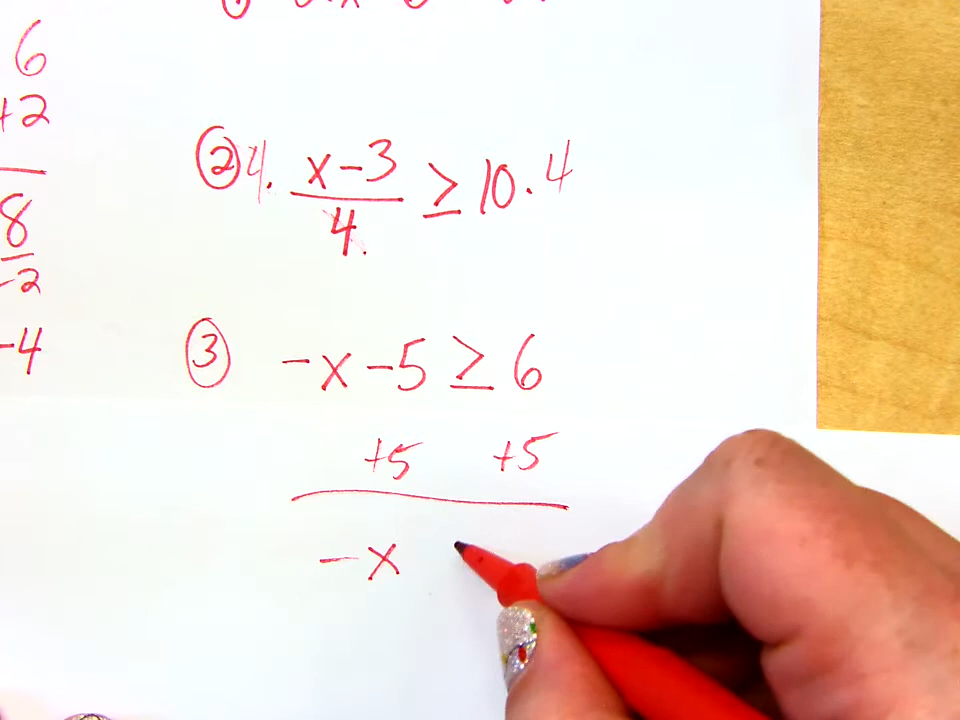 6
+2
8
-2
-4
② 4. x-3 ≥ 10.4
4.
③ -x-5 ≥ 6
+5 +5
-x